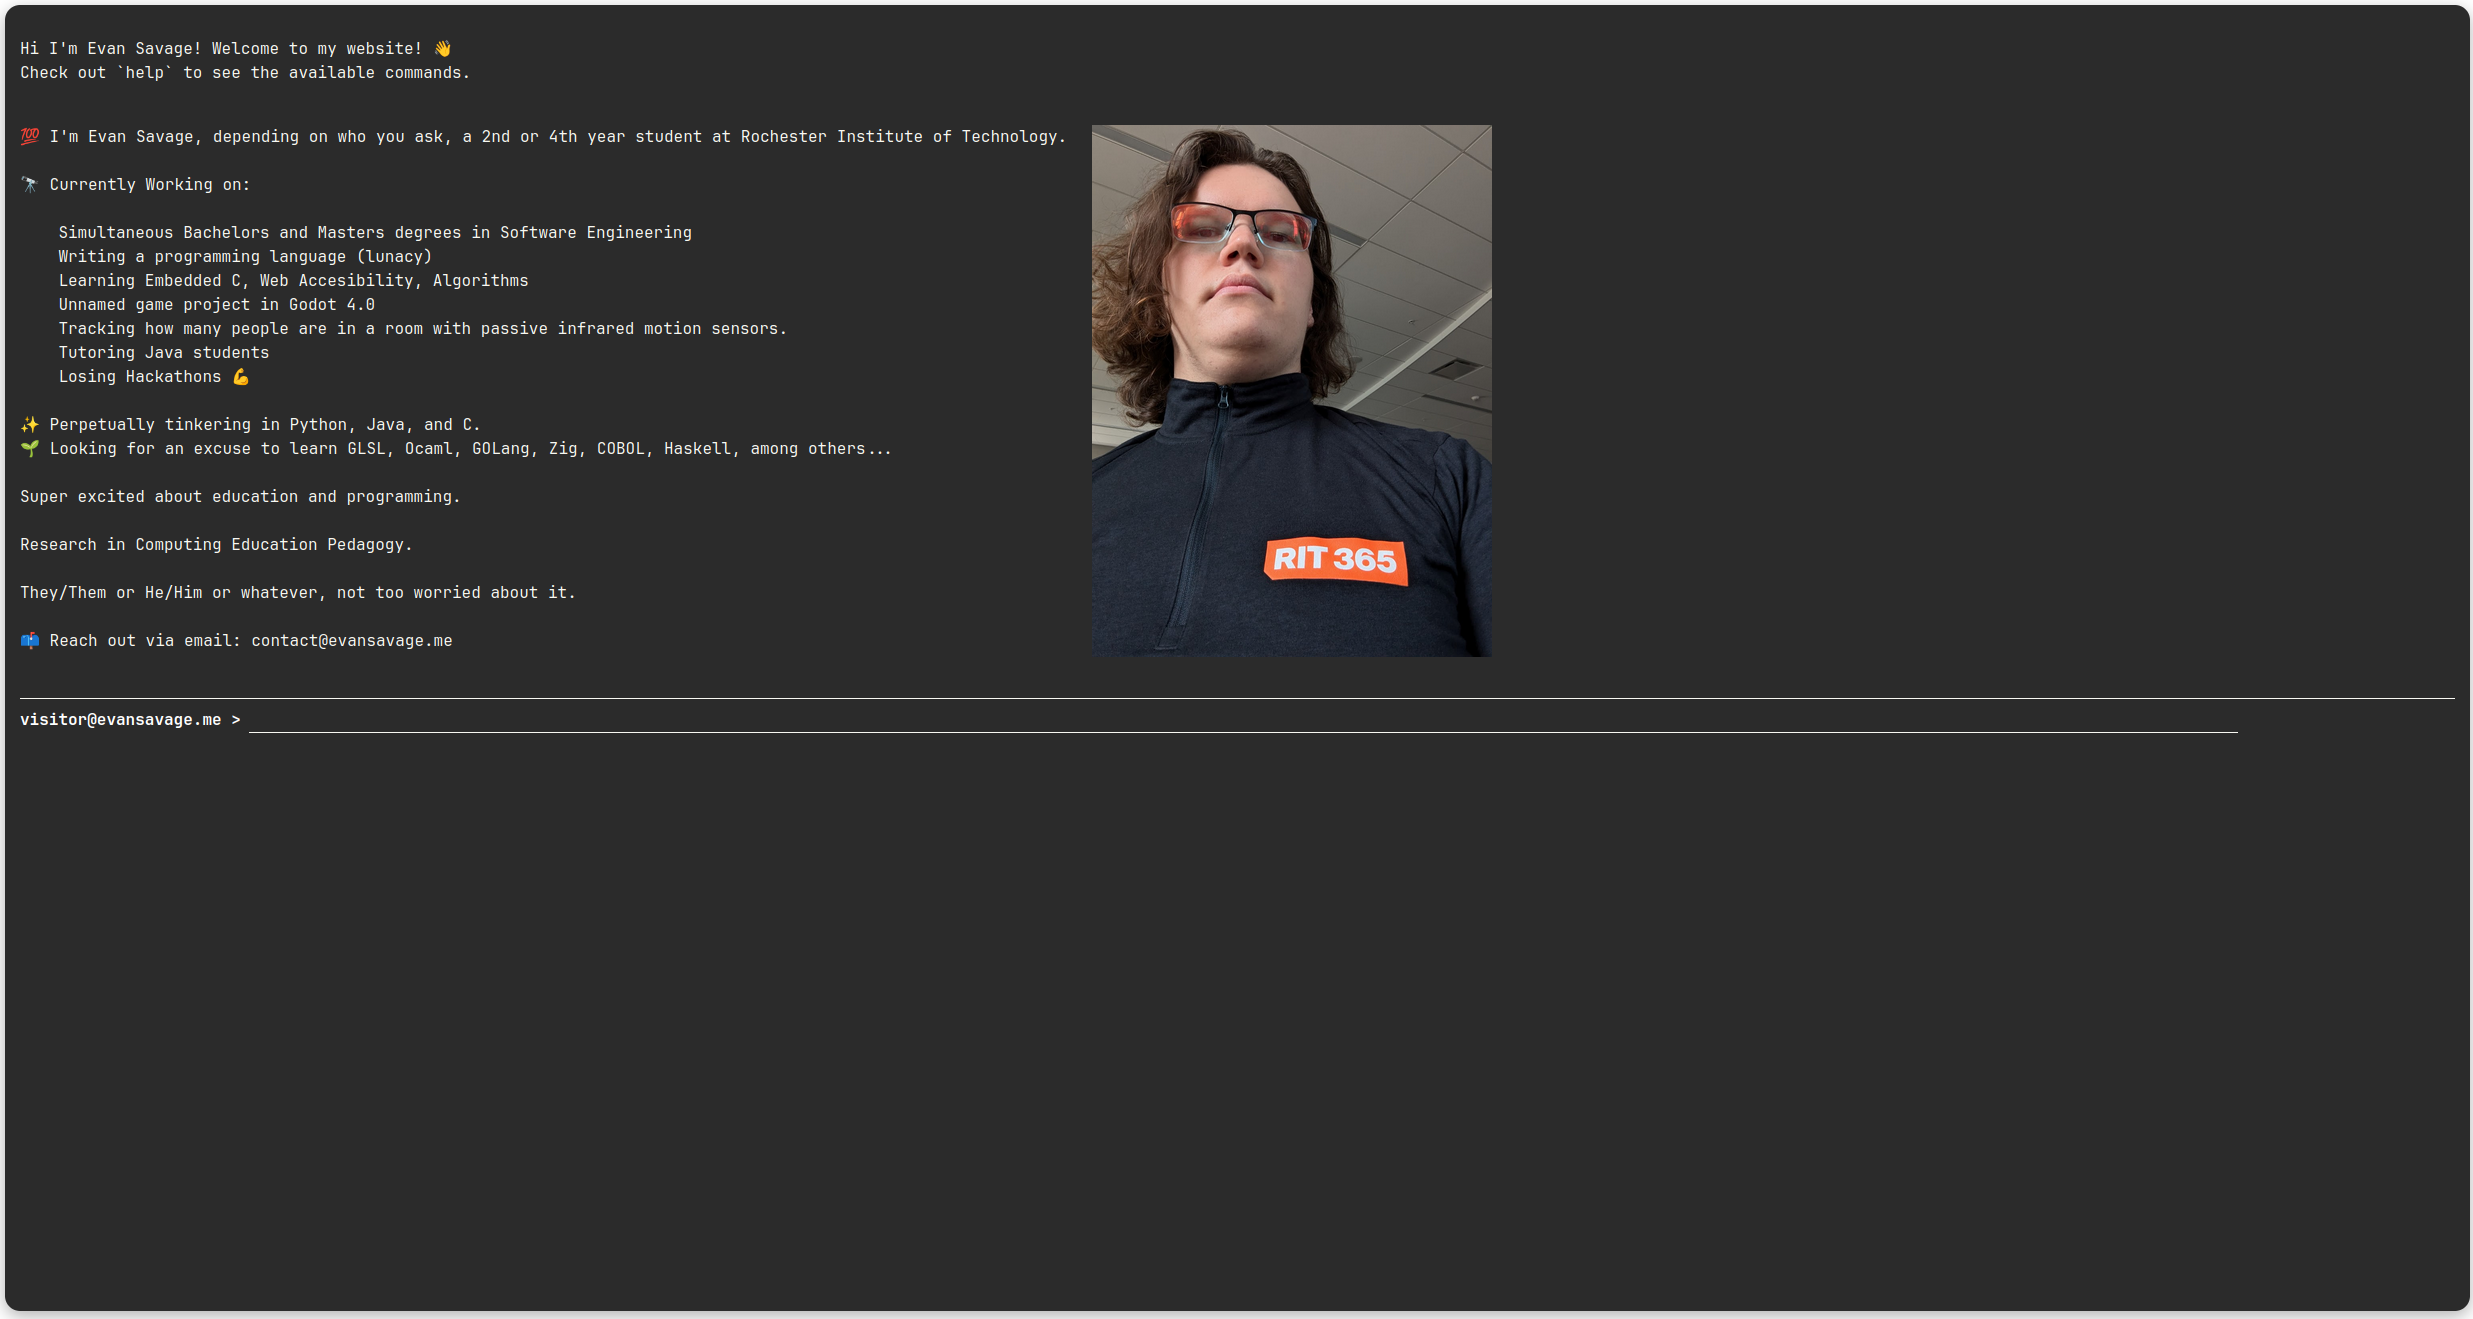 Hi I'm Evan Savage! Welcome to my website! 👋
Check out `help` to see the available commands.
💯 I'm Evan Savage, depending on who you ask, a 2nd or 4th year student at Rochester Institute of Technology.
🔭 Currently Working on:
Simultaneous Bachelors and Masters degrees in Software Engineering
Writing a programming language (lunacy)
Learning Embedded C, Web Accesibility, Algorithms
Unnamed game project in Godot 4.0
Tracking how many people are in a room with passive infrared motion sensors.
Tutoring Java students
Losing Hackathons 💪
✨ Perpetually tinkering in Python, Java, and C.
🌱 Looking for an excuse to learn GLSL, Ocaml, GOLang, Zig, COBOL, Haskell, among others...
Super excited about education and programming.
Research in Computing Education Pedagogy.
They/Them or He/Him or whatever, not too worried about it.
📫 Reach out via email: contact@evansavage.me
RIT 365
visitor@evansavage.me >